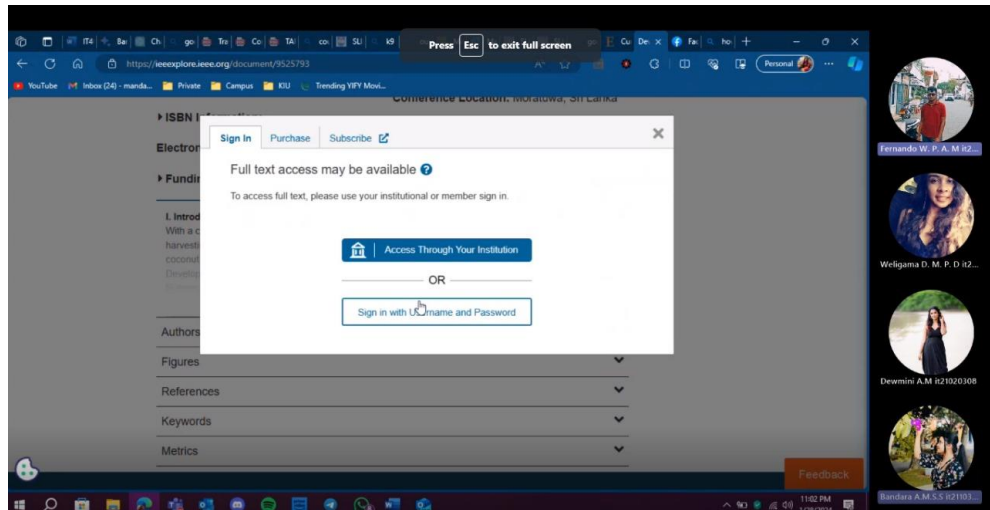 Press Esc to exit full screen
https://ieeexplore.ieee.org/document/9525793
Personal
YouTube
Inbox (24) - manda...
Private
Campus
KIU
Trending YIFY Movi...
Conference Location: Moratuwa, Sri Lanka
ISBN
Sign In
Purchase
Subscribe
Electron
Full text access may be available
Fundin
To access full text, please use your institutional or member sign in.
I. Introd
With a c
harvesti
coconut
Access Through Your Institution
OR
Sign in with Username and Password
Authors
Figures
References
Keywords
Metrics
Feedback
11:02 PM
Fernando W. P. A. M it2...
Weligama D. M. P. D it2...
Dewmini A.M it21020308
Bandara A.M.S.S it21103...